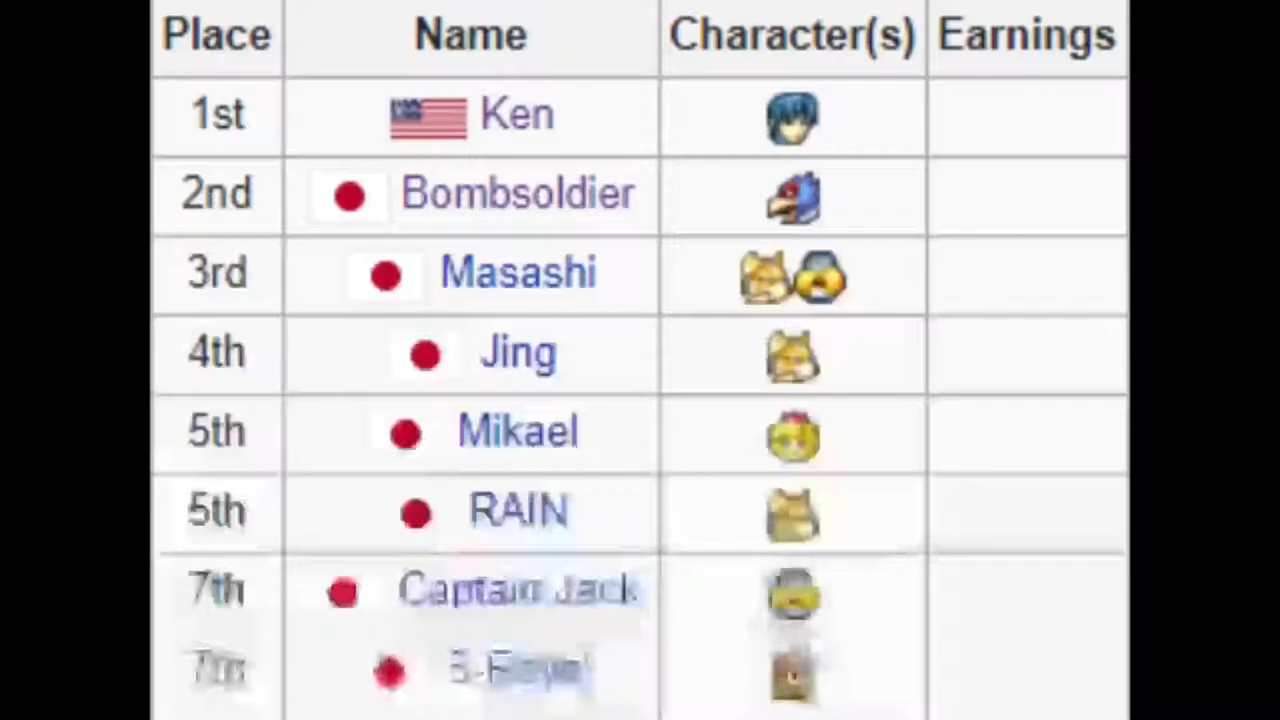 Place Name Character(s) Earnings
1st Ken
2nd Bombsoldier
3rd Masashi
4th Jing
5th Mikael
5th RAIN
7th Captain Jack
7th